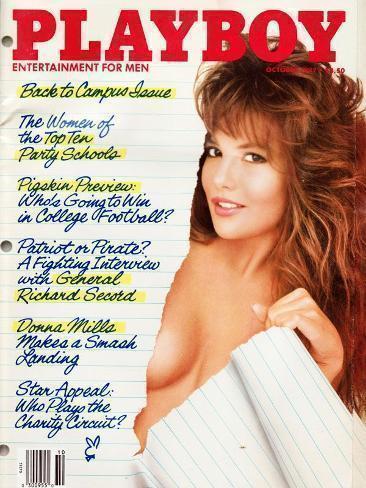 PLAYBOY
ENTERTAINMENT FOR MEN
OCTOBER
Back to Campus Issue
The Women of
the Top Ten
Party Schools
Pigskin Preview:
Who's Going to Win
in College Football?
Patriot or Pirate?
A Fighting Interview
with General
Richard Secord
Donna Mills
Makes a Smash
Landing
Star Appeal:
Who Plays the
Charity Circuit?
10